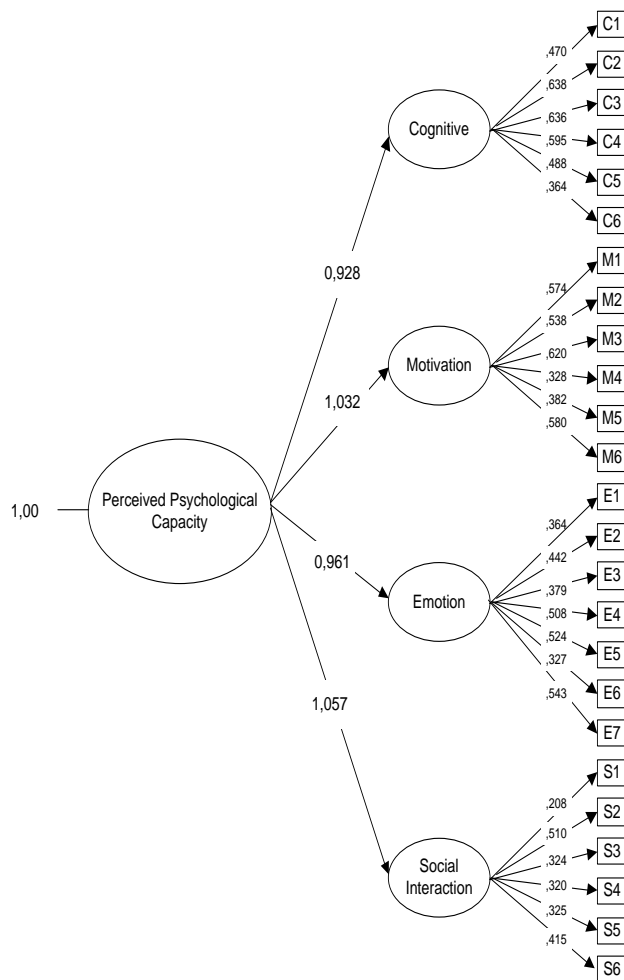 C1
,470
C2
,638
C3
,636
Cognitive
,595
C4
,488
C5
,364
C6
0,928
M1
,574
M2
,538
M3
,620
Motivation
,328
M4
,382
M5
,580
M6
1,032
Perceived Psychological
Capacity
1,00
E1
,364
E2
,442
E3
,379
0,961
Emotion
,508
E4
,524
E5
,327
E6
,543
E7
1,057
S1
,208
S2
,510
S3
,324
Social
Interaction
,320
S4
,325
S5
,415
S6